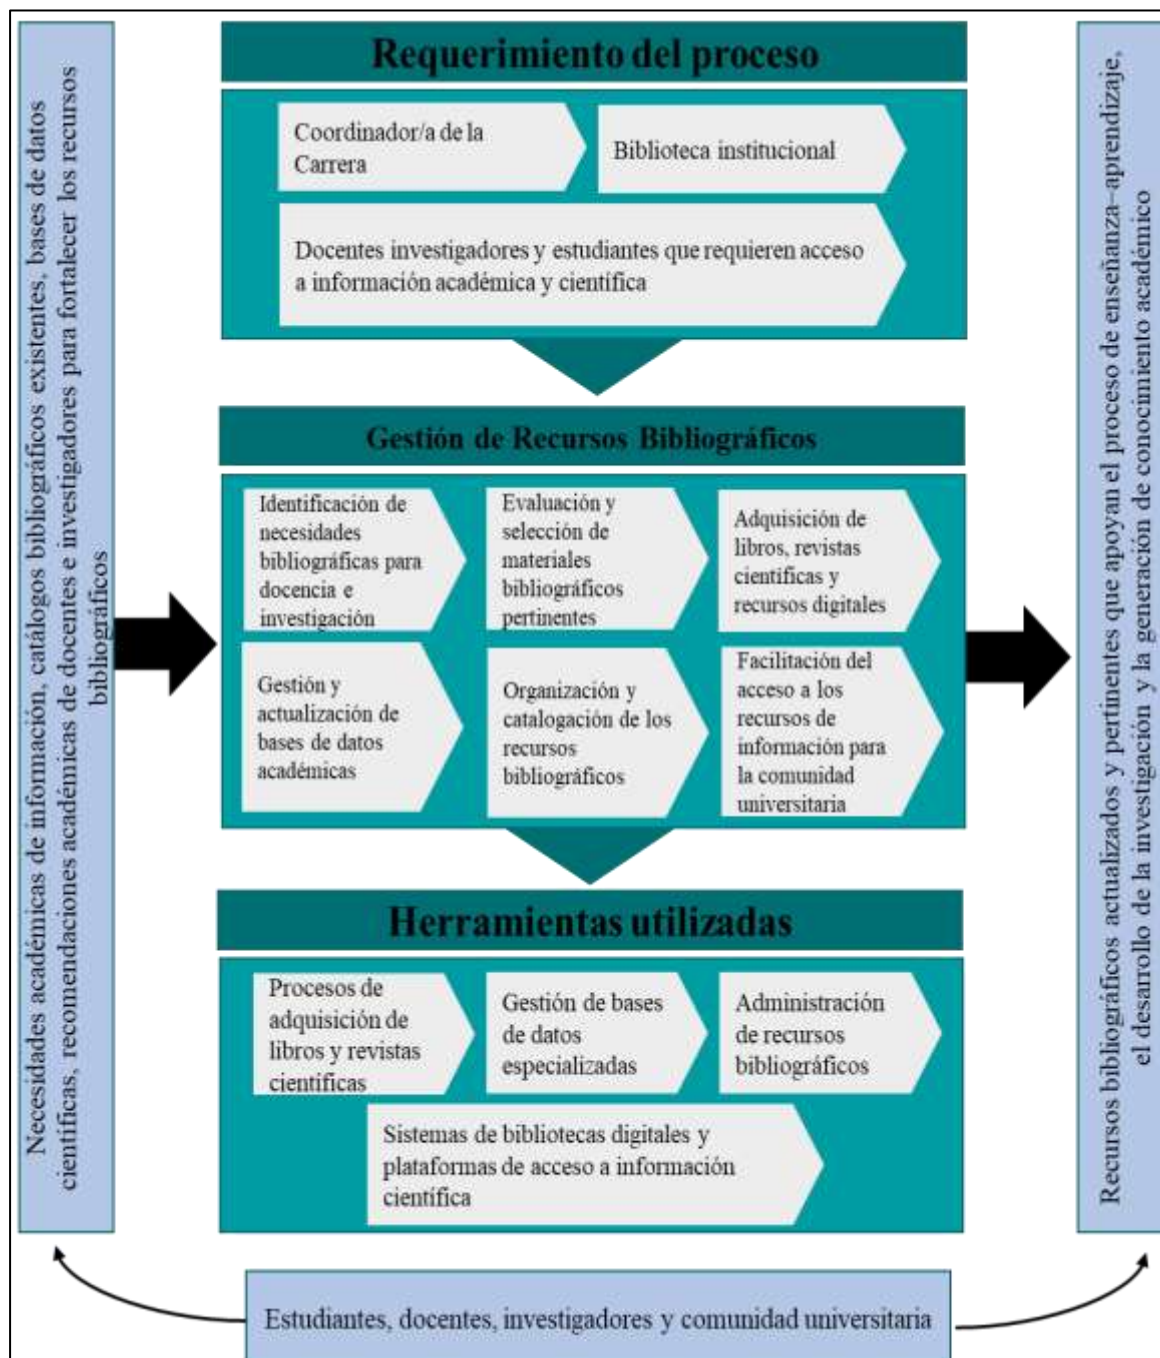 Necesidades académicas de información, catálogos bibliográficos existentes, bases de datos
científicas, recomendaciones académicas de docentes e investigadores para fortalecer los recursos
bibliográficos
Requerimiento del proceso
Coordinador/a de la
Carrera
Biblioteca institucional
Docentes investigadores y estudiantes que requieren acceso
a información académica y científica
Gestión de Recursos Bibliográficos
Identificación de
necesidades
bibliográficas para
docencia e
investigación
Evaluación y
selección de
materiales
bibliográficos
pertinentes
Adquisición de
libros, revistas
científicas y
recursos digitales
Gestión y
actualización de
bases de datos
académicas
Organización y
catalogación de los
recursos
bibliográficos
Facilitación del
acceso a los
recursos de
información para
la comunidad
universitaria
Herramientas utilizadas
Procesos de
adquisición de
libros y revistas
científicas
Gestión de bases
de datos
especializadas
Administración
de recursos
bibliográficos
Sistemas de bibliotecas digitales y
plataformas de acceso a información
científica
Recursos bibliográficos actualizados y pertinentes que apoyan el proceso de enseñanza–aprendizaje,
el desarrollo de la investigación y la generación de conocimiento académico
Estudiantes, docentes, investigadores y comunidad universitaria